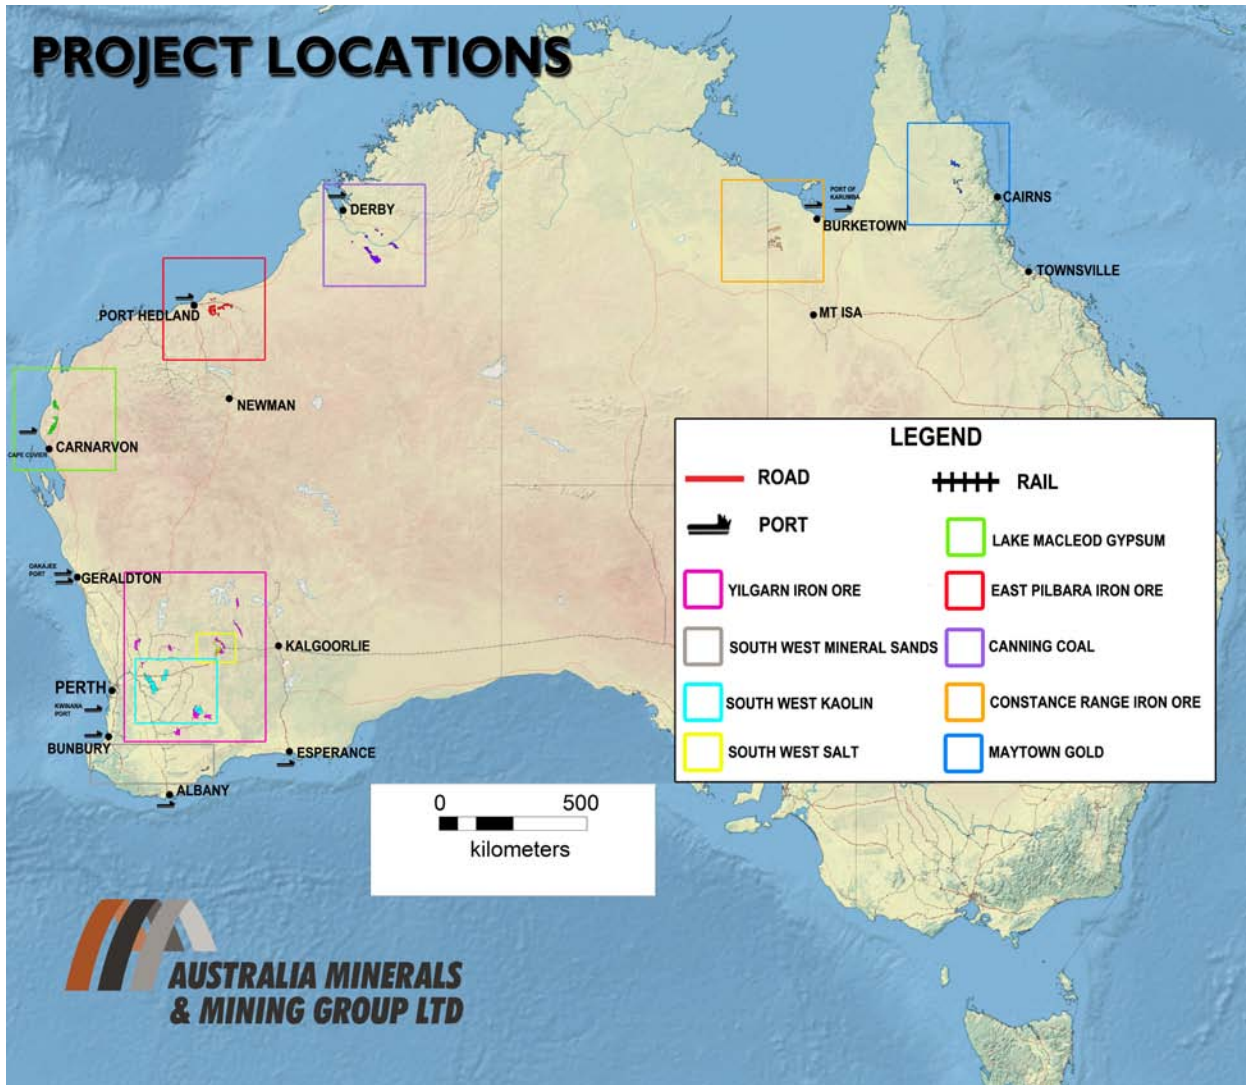 PROJECT LOCATIONS
DERBY
PORT OF
KARUMBA
BURKETOWN
CAIRNS
TOWNSVILLE
MT ISA
PORT HEDLAND
NEWMAN
CARNARVON
CAPE CUVIER
OAKAJEE
PORT
GERALDTON
KALGOORLIE
PERTH
KWINANA
PORT
BUNBURY
ESPERANCE
ALBANY
LEGEND
ROAD
RAIL
PORT
LAKE MACLEOD GYPSUM
YILGARN IRON ORE
EAST PILBARA IRON ORE
SOUTH WEST MINERAL SANDS
CANNING COAL
SOUTH WEST KAOLIN
CONSTANCE RANGE IRON ORE
SOUTH WEST SALT
MAYTOWN GOLD
0 500
kilometers
AUSTRALIA MINERALS
& MINING GROUP LTD